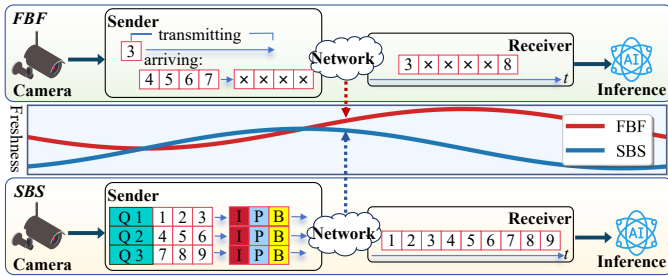 FBF
Camera
Sender
transmitting
3
arriving:
4 5 6 7 × × × ×
Network
Receiver
3 × × × × 8
t
AI
Inference
Freshness
FBF
SBS
SBS
Camera
Sender
Q 1 1 2 3 I P B
Q 2 4 5 6 I P B
Q 3 7 8 9 I P B
Network
Receiver
1 2 3 4 5 6 7 8 9
t
AI
Inference